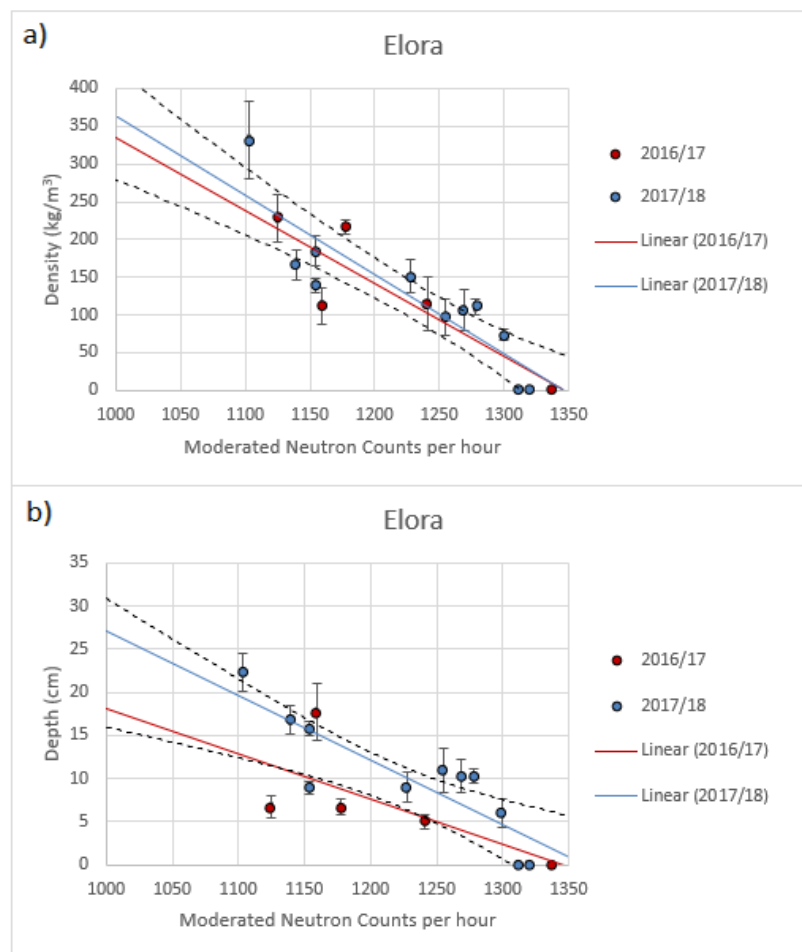 a)
Elora
400
350
300
250
200
150
100
50
0
Density (kg/m³)
1000 1050 1100 1150 1200 1250 1300 1350
Moderated Neutron Counts per hour
2016/17
2017/18
Linear (2016/17)
Linear (2017/18)
b)
Elora
35
30
25
20
15
10
5
0
Depth (cm)
1000 1050 1100 1150 1200 1250 1300 1350
Moderated Neutron Counts per hour
2016/17
2017/18
Linear (2016/17)
Linear (2017/18)